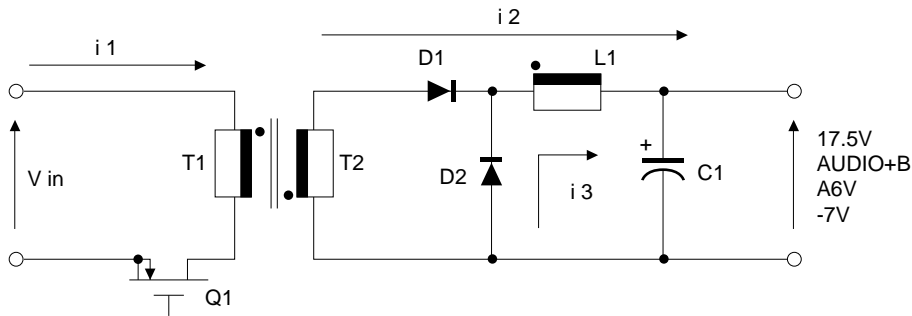 i 2
i 1
D1
L1
T1
T2
V in
D2
i 3
+
C1
17.5V
AUDIO+B
A6V
-7V
Q1